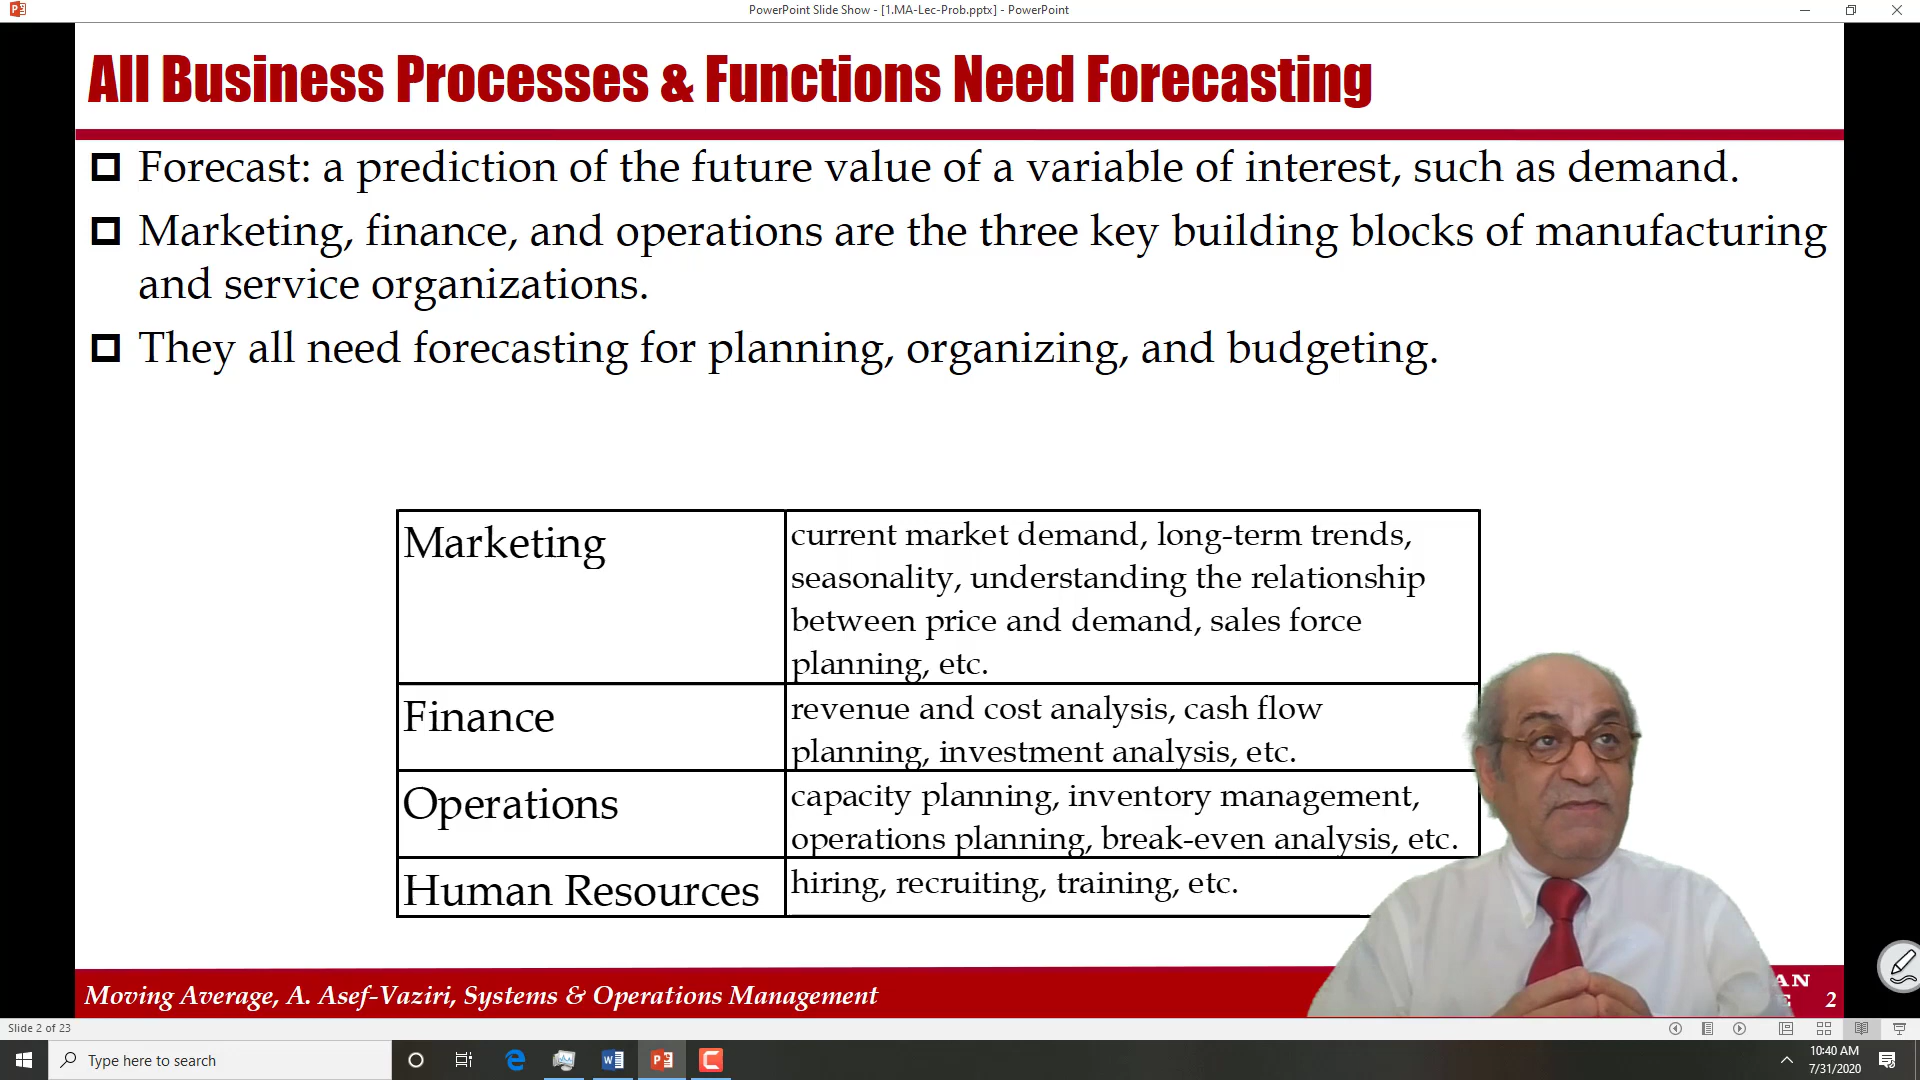 PowerPoint Slide Show - [1.MA-Lec-Prob.pptx] - PowerPoint
All Business Processes & Functions Need Forecasting
Forecast: a prediction of the future value of a variable of interest, such as demand.
Marketing, finance, and operations are the three key building blocks of manufacturing
and service organizations.
They all need forecasting for planning, organizing, and budgeting.
Marketing
current market demand, long-term trends,
seasonality, understanding the relationship
between price and demand, sales force
planning, etc.
Finance
revenue and cost analysis, cash flow
planning, investment analysis, etc.
Operations
capacity planning, inventory management,
operations planning, break-even analysis, etc.
Human Resources
hiring, recruiting, training, etc.
Moving Average, A. Asef-Vaziri, Systems & Operations Management
2
Slide 2 of 23
Type here to search
10:40 AM
7/31/2020